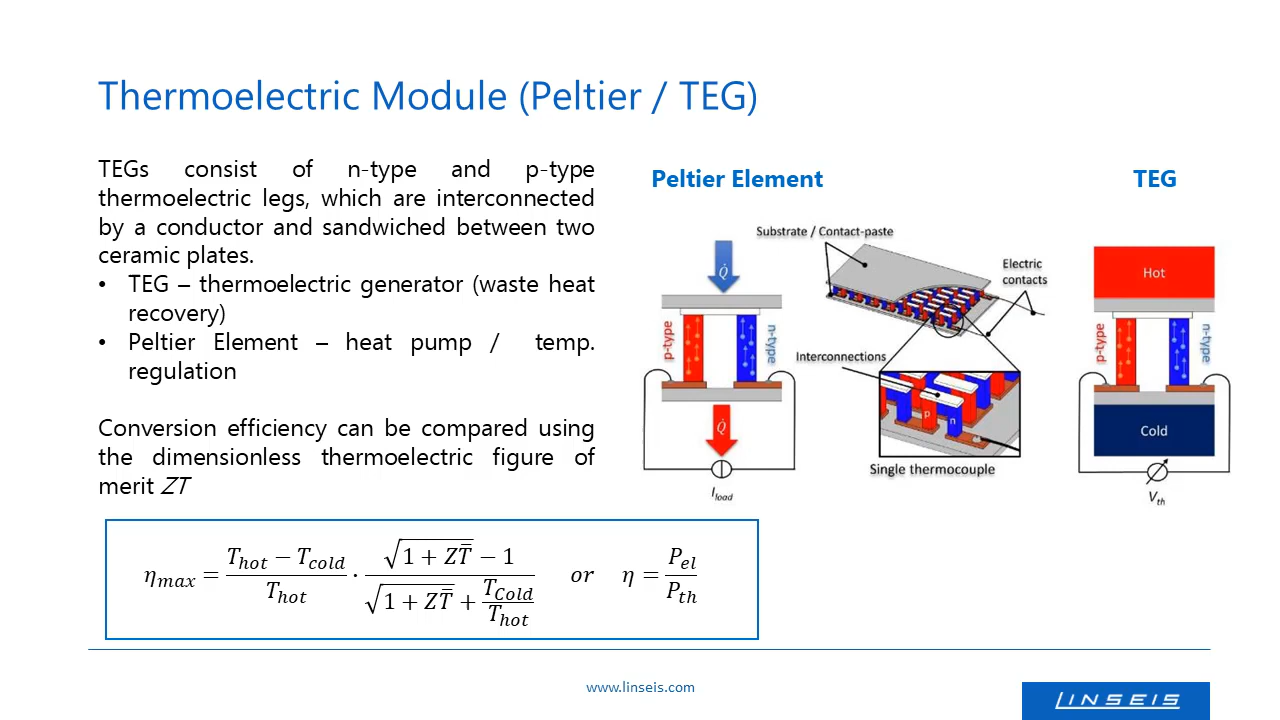 Thermoelectric Module (Peltier / TEG)
TEGs consist of n-type and p-type
thermoelectric legs, which are interconnected
by a conductor and sandwiched between two
ceramic plates.
• TEG – thermoelectric generator (waste heat
recovery)
• Peltier Element – heat pump / temp.
regulation
Conversion efficiency can be compared using
the dimensionless thermoelectric figure of
merit ZT
η_max = (T_hot − T_cold)/T_hot · (√(1 + ZT̿) − 1)/(√(1 + ZT̿) + T_Cold/T_hot) or η = P_el/P_th
Peltier Element
Q̇
p-type
n-type
Q̇
I_load
Substrate / Contact-paste
Electric
contacts
Interconnections
p
n
Single thermocouple
TEG
Hot
p-type
n-type
Cold
V_th
www.linseis.com
LINSEIS